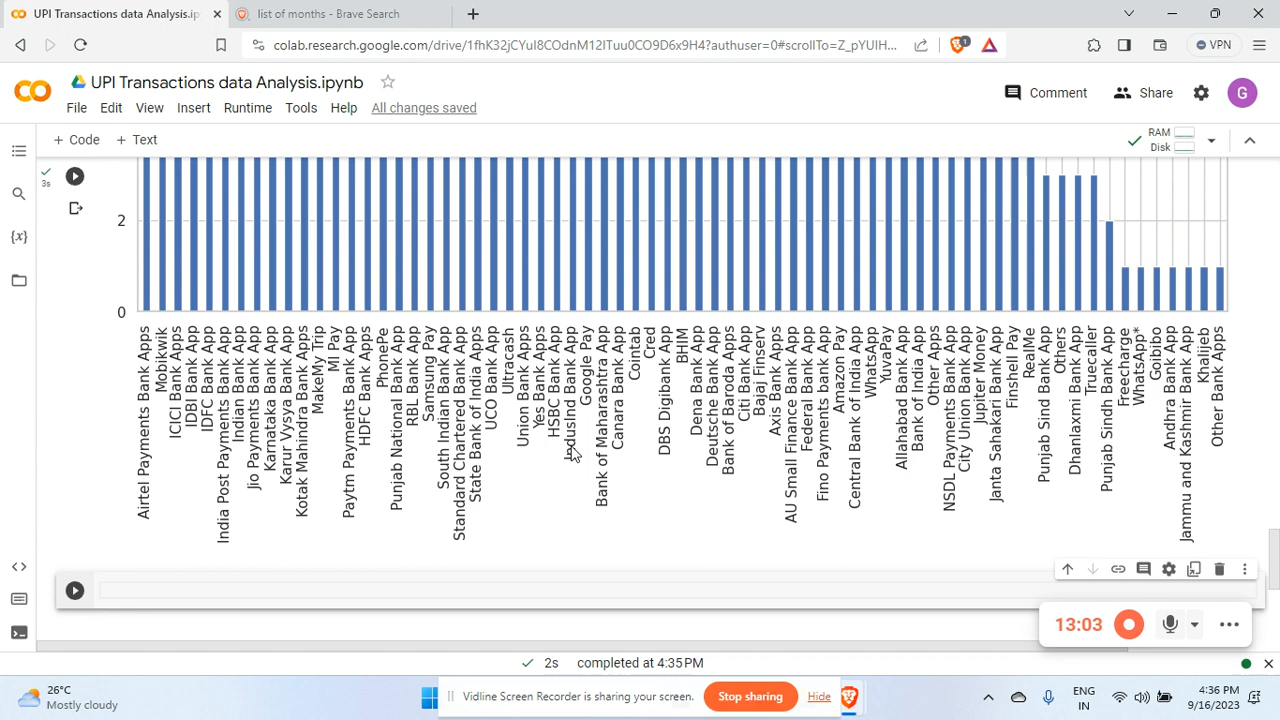 UPI Transactions data Analysis.ip
list of months - Brave Search
colab.research.google.com/drive/1fhK32jCYuI8COdnM12ITuu0CO9D6x9H4?authuser=0#scrollTo=Z_pYUIH...
1
VPN
UPI Transactions data Analysis.ipynb
File Edit View Insert Runtime Tools Help All changes saved
Comment Share G
+ Code + Text
RAM
Disk
3s
2
0
Airtel Payments Bank Apps
Mobikwik
ICICI Bank Apps
IDBI Bank App
IDFC Bank App
India Post Payments Bank App
Indian Bank App
Jio Payments Bank App
Karnataka Bank App
Karur Vysya Bank App
Kotak Mahindra Bank Apps
MakeMy Trip
MI Pay
Paytm Payments Bank App
HDFC Bank Apps
PhonePe
Punjab National Bank App
RBL Bank App
Samsung Pay
South Indian Bank App
Standard Chartered Bank App
State Bank of India Apps
UCO Bank App
Ultracash
Union Bank Apps
Yes Bank Apps
HSBC Bank App
IndusInd Bank App
Google Pay
Bank of Maharashtra App
Canara Bank App
Cointab
Cred
DBS Digibank App
BHIM
Dena Bank App
Deutsche Bank App
Bank of Baroda Apps
Citi Bank App
Bajaj Finserv
Axis Bank Apps
AU Small Finance Bank App
Federal Bank App
Fino Payments bank App
Amazon Pay
Central Bank of India App
WhatsApp
YuvaPay
Allahabad Bank App
Bank of India App
Other Apps
NSDL Payments Bank App
City Union Bank App
Jupiter Money
Janta Sahakari Bank App
Finshell Pay
RealMe
Punjab Sind Bank App
Others
Dhanlaxmi Bank App
Truecaller
Punjab Sindh Bank App
Freecharge
WhatsApp*
Goibibo
Andhra Bank App
Jammu and Kashmir Bank App
Khalijeb
Other Bank Apps
13:03
2s completed at 4:35 PM
26°C
Mostly cloudy
Vidline Screen Recorder is sharing your screen.
Stop sharing
Hide
ENG
IN
4:36 PM
9/16/2023